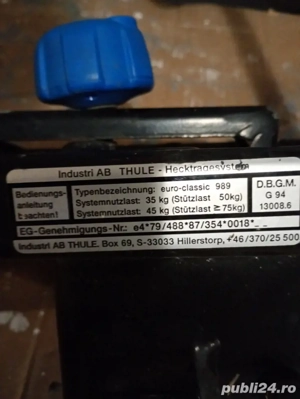 Industri AB THULE - Hecktragesystem
Bedienungs-
anleitung
beachten!
Typenbezeichnung: euro-classic 989
Systemnutzlast: 35 kg (Stützlast 50kg)
Systemnutzlast: 45 kg (Stützlast ≥ 75kg)
D.B.G.M.
G 94
13008.6
EG-Genehmigungs-Nr.: e4*79/488*87/354*0018*_ _
Industri AB THULE. Box 69, S-33033 Hillerstorp, +46/370/25 500
publi24.ro